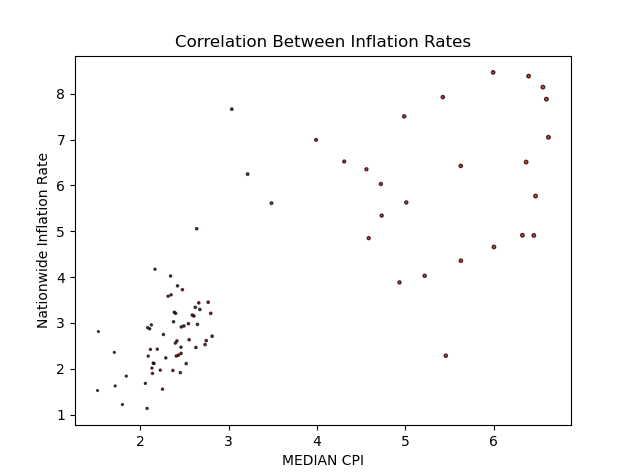 Correlation Between Inflation Rates
Nationwide Inflation Rate
8
7
6
5
4
3
2
1
2 3 4 5 6
MEDIAN CPI